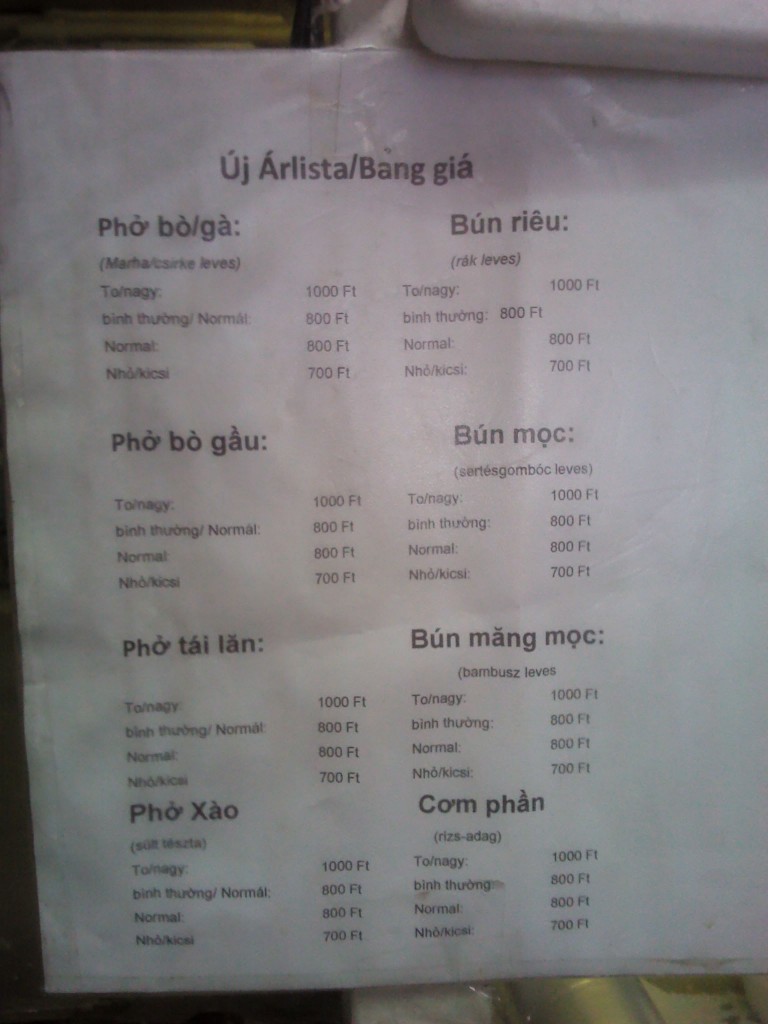 Új Árlista/Bảng giá
Phở bò/gà:
(Marha/csirke leves)
To/nagy: 1000 Ft
bình thường/ Normál: 800 Ft
Normal: 800 Ft
Nhỏ/kicsi 700 Ft
Phở bò gầu:
To/nagy: 1000 Ft
bình thường/ Normál: 800 Ft
Normal: 800 Ft
Nhỏ/kicsi 700 Ft
Phở tái lăn:
To/nagy: 1000 Ft
bình thường/ Normál: 800 Ft
Normal: 800 Ft
Nhỏ/kicsi 700 Ft
Phở Xào
(sült tészta)
To/nagy: 1000 Ft
bình thường/ Normál: 800 Ft
Normal: 800 Ft
Nhỏ/kicsi 700 Ft
Bún riêu:
(rák leves)
To/nagy: 1000 Ft
bình thường: 800 Ft
Normal: 800 Ft
Nhỏ/kicsi: 700 Ft
Bún mọc:
(sertésgombóc leves)
To/nagy: 1000 Ft
bình thường: 800 Ft
Normal: 800 Ft
Nhỏ/kicsi: 700 Ft
Bún măng mọc:
(bambusz leves
To/nagy: 1000 Ft
bình thường: 800 Ft
Normal: 800 Ft
Nhỏ/kicsi: 700 Ft
Cơm phần
(rizs-adag)
To/nagy: 1000 Ft
bình thường: 800 Ft
Normal: 800 Ft
Nhỏ/kicsi: 700 Ft